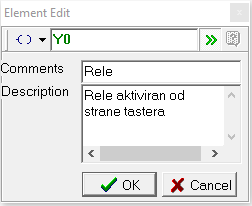 Element Edit
Y0
Comments
Rele
Description
Rele aktiviran od
strane tastera
OK
Cancel